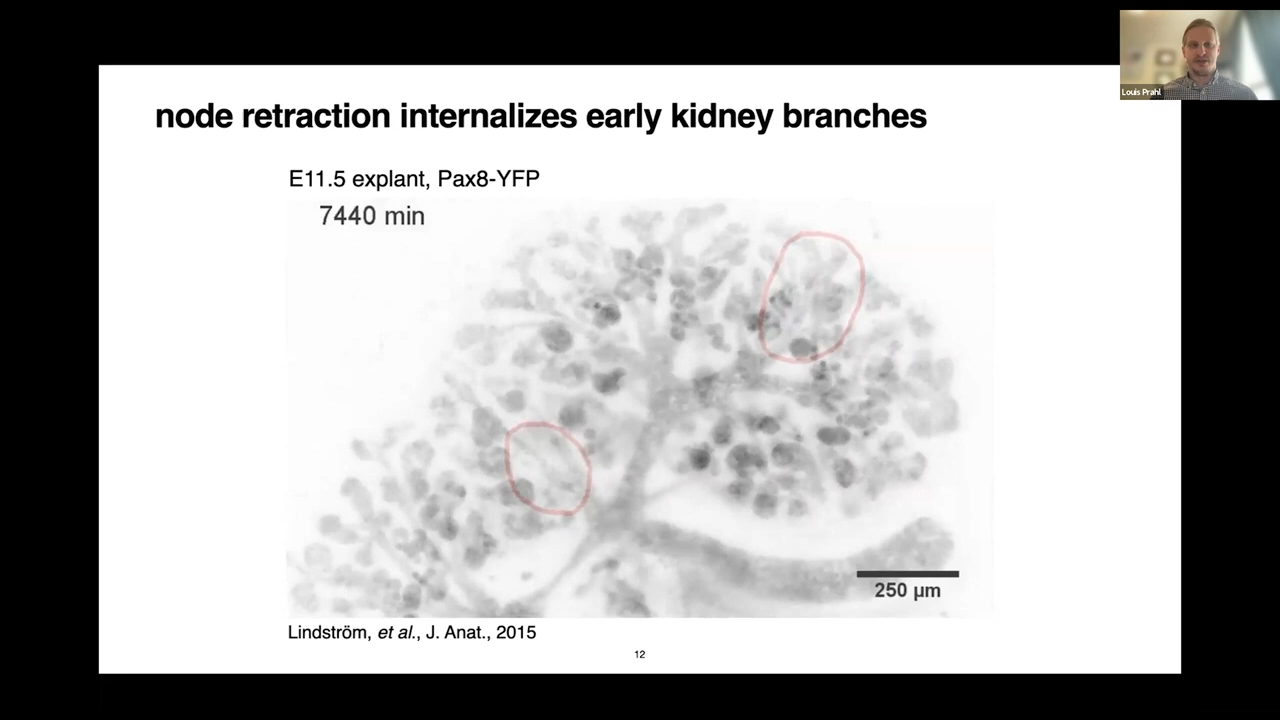 Louis Prahl
node retraction internalizes early kidney branches
E11.5 explant, Pax8-YFP
7440 min
250 µm
Lindström, et al., J. Anat., 2015
12